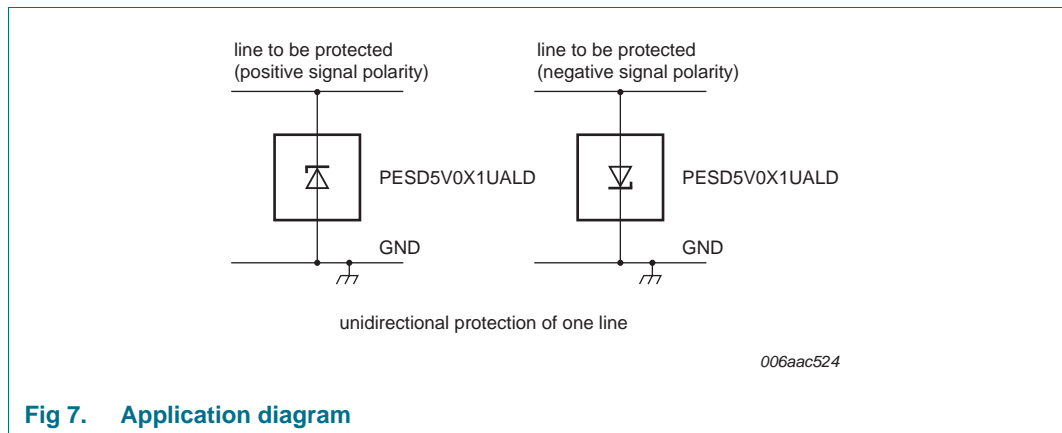 line to be protected
(positive signal polarity)
PESD5V0X1UALD
GND
line to be protected
(negative signal polarity)
PESD5V0X1UALD
GND
unidirectional protection of one line
006aac524
Fig 7. Application diagram